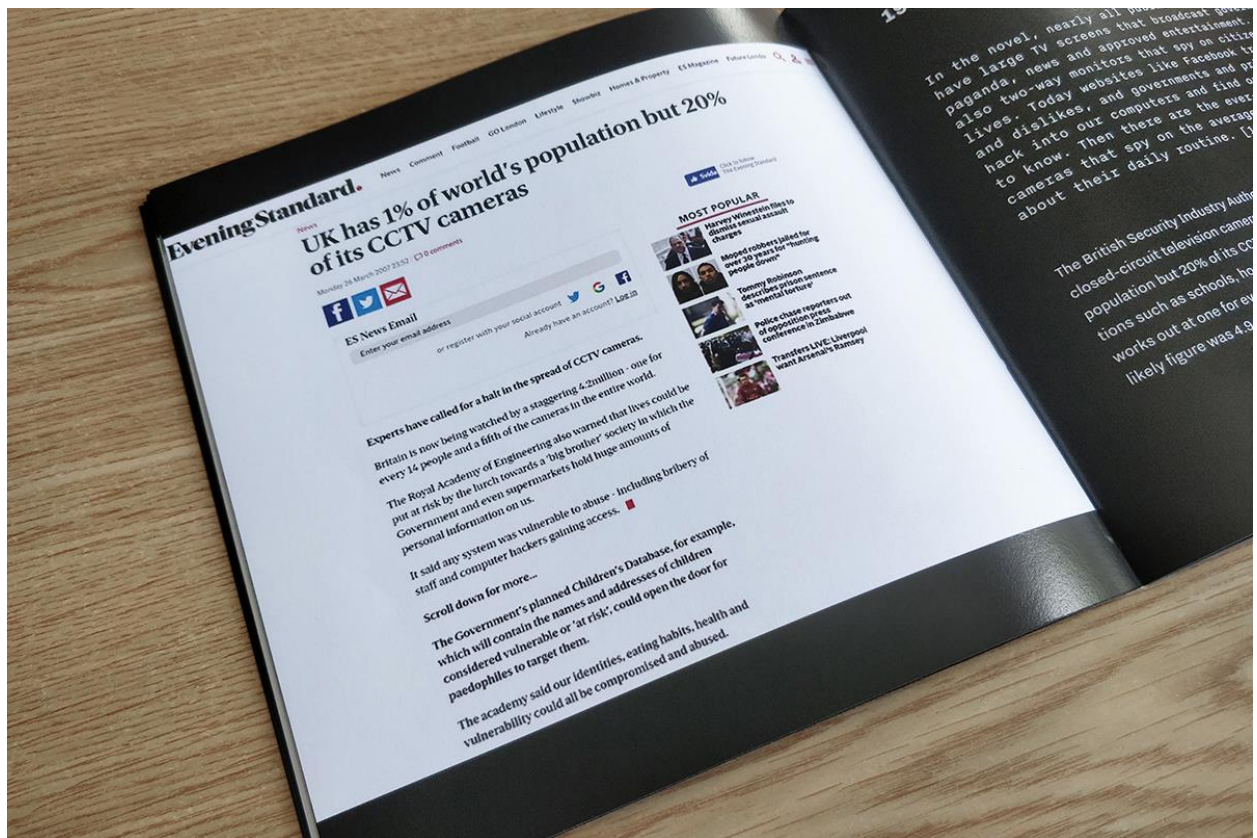 Evening Standard.
News Comment Football GO London Lifestyle Showbiz Homes & Property ES Magazine Future London
News
UK has 1% of world's population but 20%
of its CCTV cameras
Monday 26 March 2007 23:52 0 comments
ES News Email
Enter your email address
or register with your social account
Already have an account? Log in
Experts have called for a halt in the spread of CCTV cameras.
Britain is now being watched by a staggering 4.2million - one for
every 14 people and a fifth of the cameras in the entire world.
The Royal Academy of Engineering also warned that lives could be
put at risk by the lurch towards a 'big brother' society in which the
Government and even supermarkets hold huge amounts of
personal information on us.
It said any system was vulnerable to abuse - including bribery of
staff and computer hackers gaining access.
Scroll down for more...
The Government's planned Children's Database, for example,
which will contain the names and addresses of children
considered vulnerable or 'at risk', could open the door for
paedophiles to target them.
The academy said our identities, eating habits, health and
vulnerability could all be compromised and abused.
Click to follow
The Evening Standard
MOST POPULAR
Harvey Winestein files to
dismiss sexual assault
charges
Moped robbers jailed for
over 30 years for "hunting
people down"
Tommy Robinson
describes prison sentence
as 'mental torture'
Police chase reporters out
of opposition press
conference in Zimbabwe
Transfers LIVE: Liverpool
want Arsenal's Ramsey
19
In the novel, nearly all
have large TV screens that broadcast
paganda, news and approved entertainment.
also two-way monitors that spy on
lives. Today websites like Facebook
and dislikes, and governments and
hack into our computers and find
to know. Then there are the
cameras that spy on the average
about their daily routine.
The British Security Industry
closed-circuit television
population but 20% of its
tions such as schools,
works out at one for
likely figure was